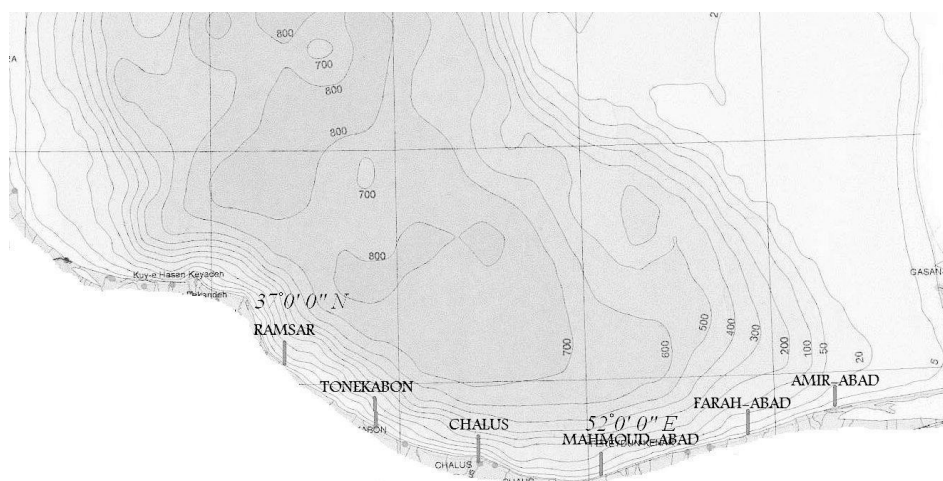 800
700
800
800
700
800
Kuy-e Hasan Keyadeh
37°0' 0" N
RAMSAR
TONEKABON
CHALUS
52°0' 0" E
MAHMOUD-ABAD
FARAH-ABAD
AMIR-ABAD
GASAN-
700
600
500
400
300
200
100
50
20
5
CHALUS